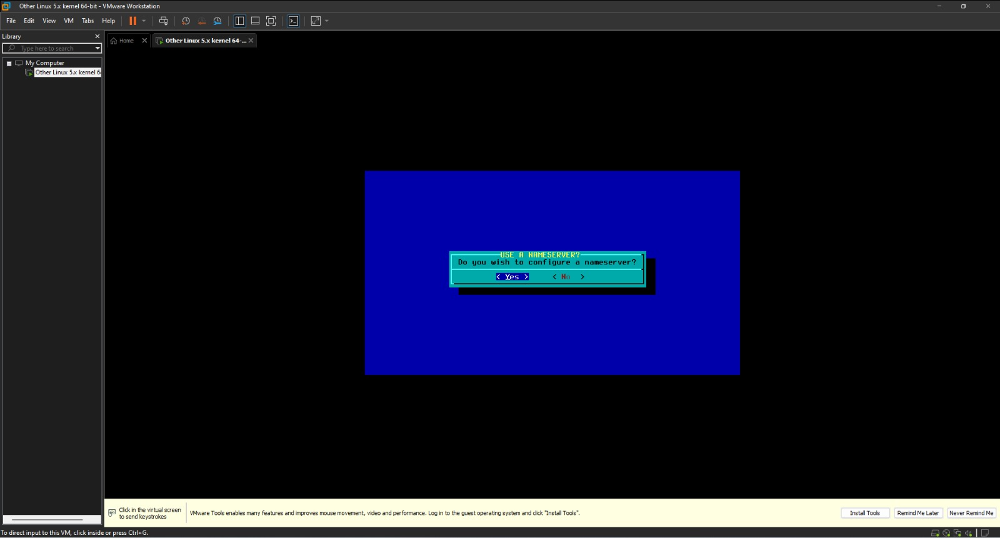 Other Linux 5.x kernel 64-bit - VMware Workstation
File Edit View VM Tabs Help
Library
Type here to search
My Computer
Other Linux 5.x kernel 6
Home
Other Linux 5.x kernel 64-...
USE A NAMESERVER?
Do you wish to configure a nameserver?
< Yes > < No >
Click in the virtual screen
to send keystrokes
VMware Tools enables many features and improves mouse movement, video and performance. Log in to the guest operating system and click "Install Tools".
Install Tools Remind Me Later Never Remind Me
To direct input to this VM, click inside or press Ctrl+G.